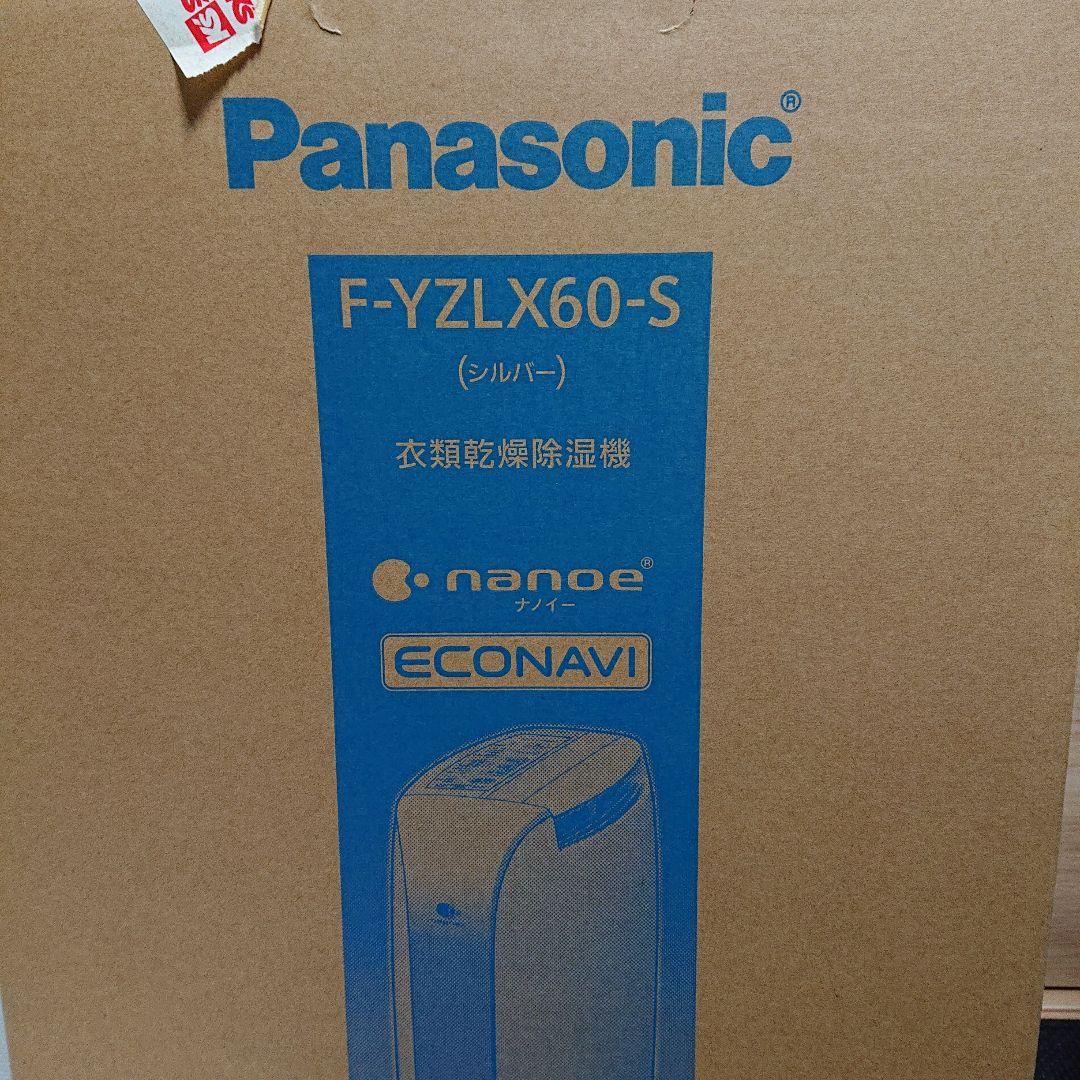 K's
K's
Panasonic®
F-YZLX60-S
(シルバー)
衣類乾燥除湿機
nanoe®
ナノイー
ECONAVI